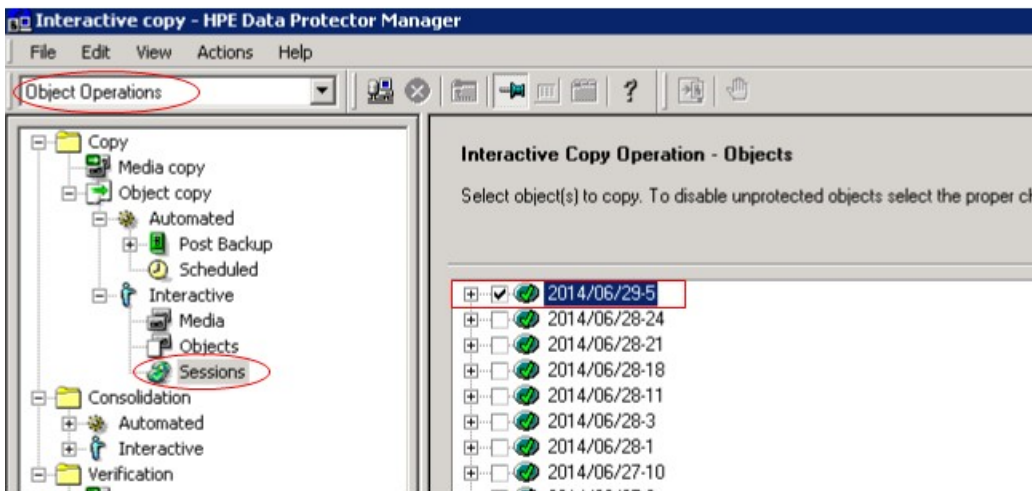 Interactive copy - HPE Data Protector Manager
File Edit View Actions Help
Object Operations
Copy
Media copy
Object copy
Automated
Post Backup
Scheduled
Interactive
Media
Objects
Sessions
Consolidation
Automated
Interactive
Verification
Interactive Copy Operation - Objects
Select object(s) to copy. To disable unprotected objects select the proper
2014/06/29-5
2014/06/28-24
2014/06/28-21
2014/06/28-18
2014/06/28-11
2014/06/28-3
2014/06/28-1
2014/06/27-10